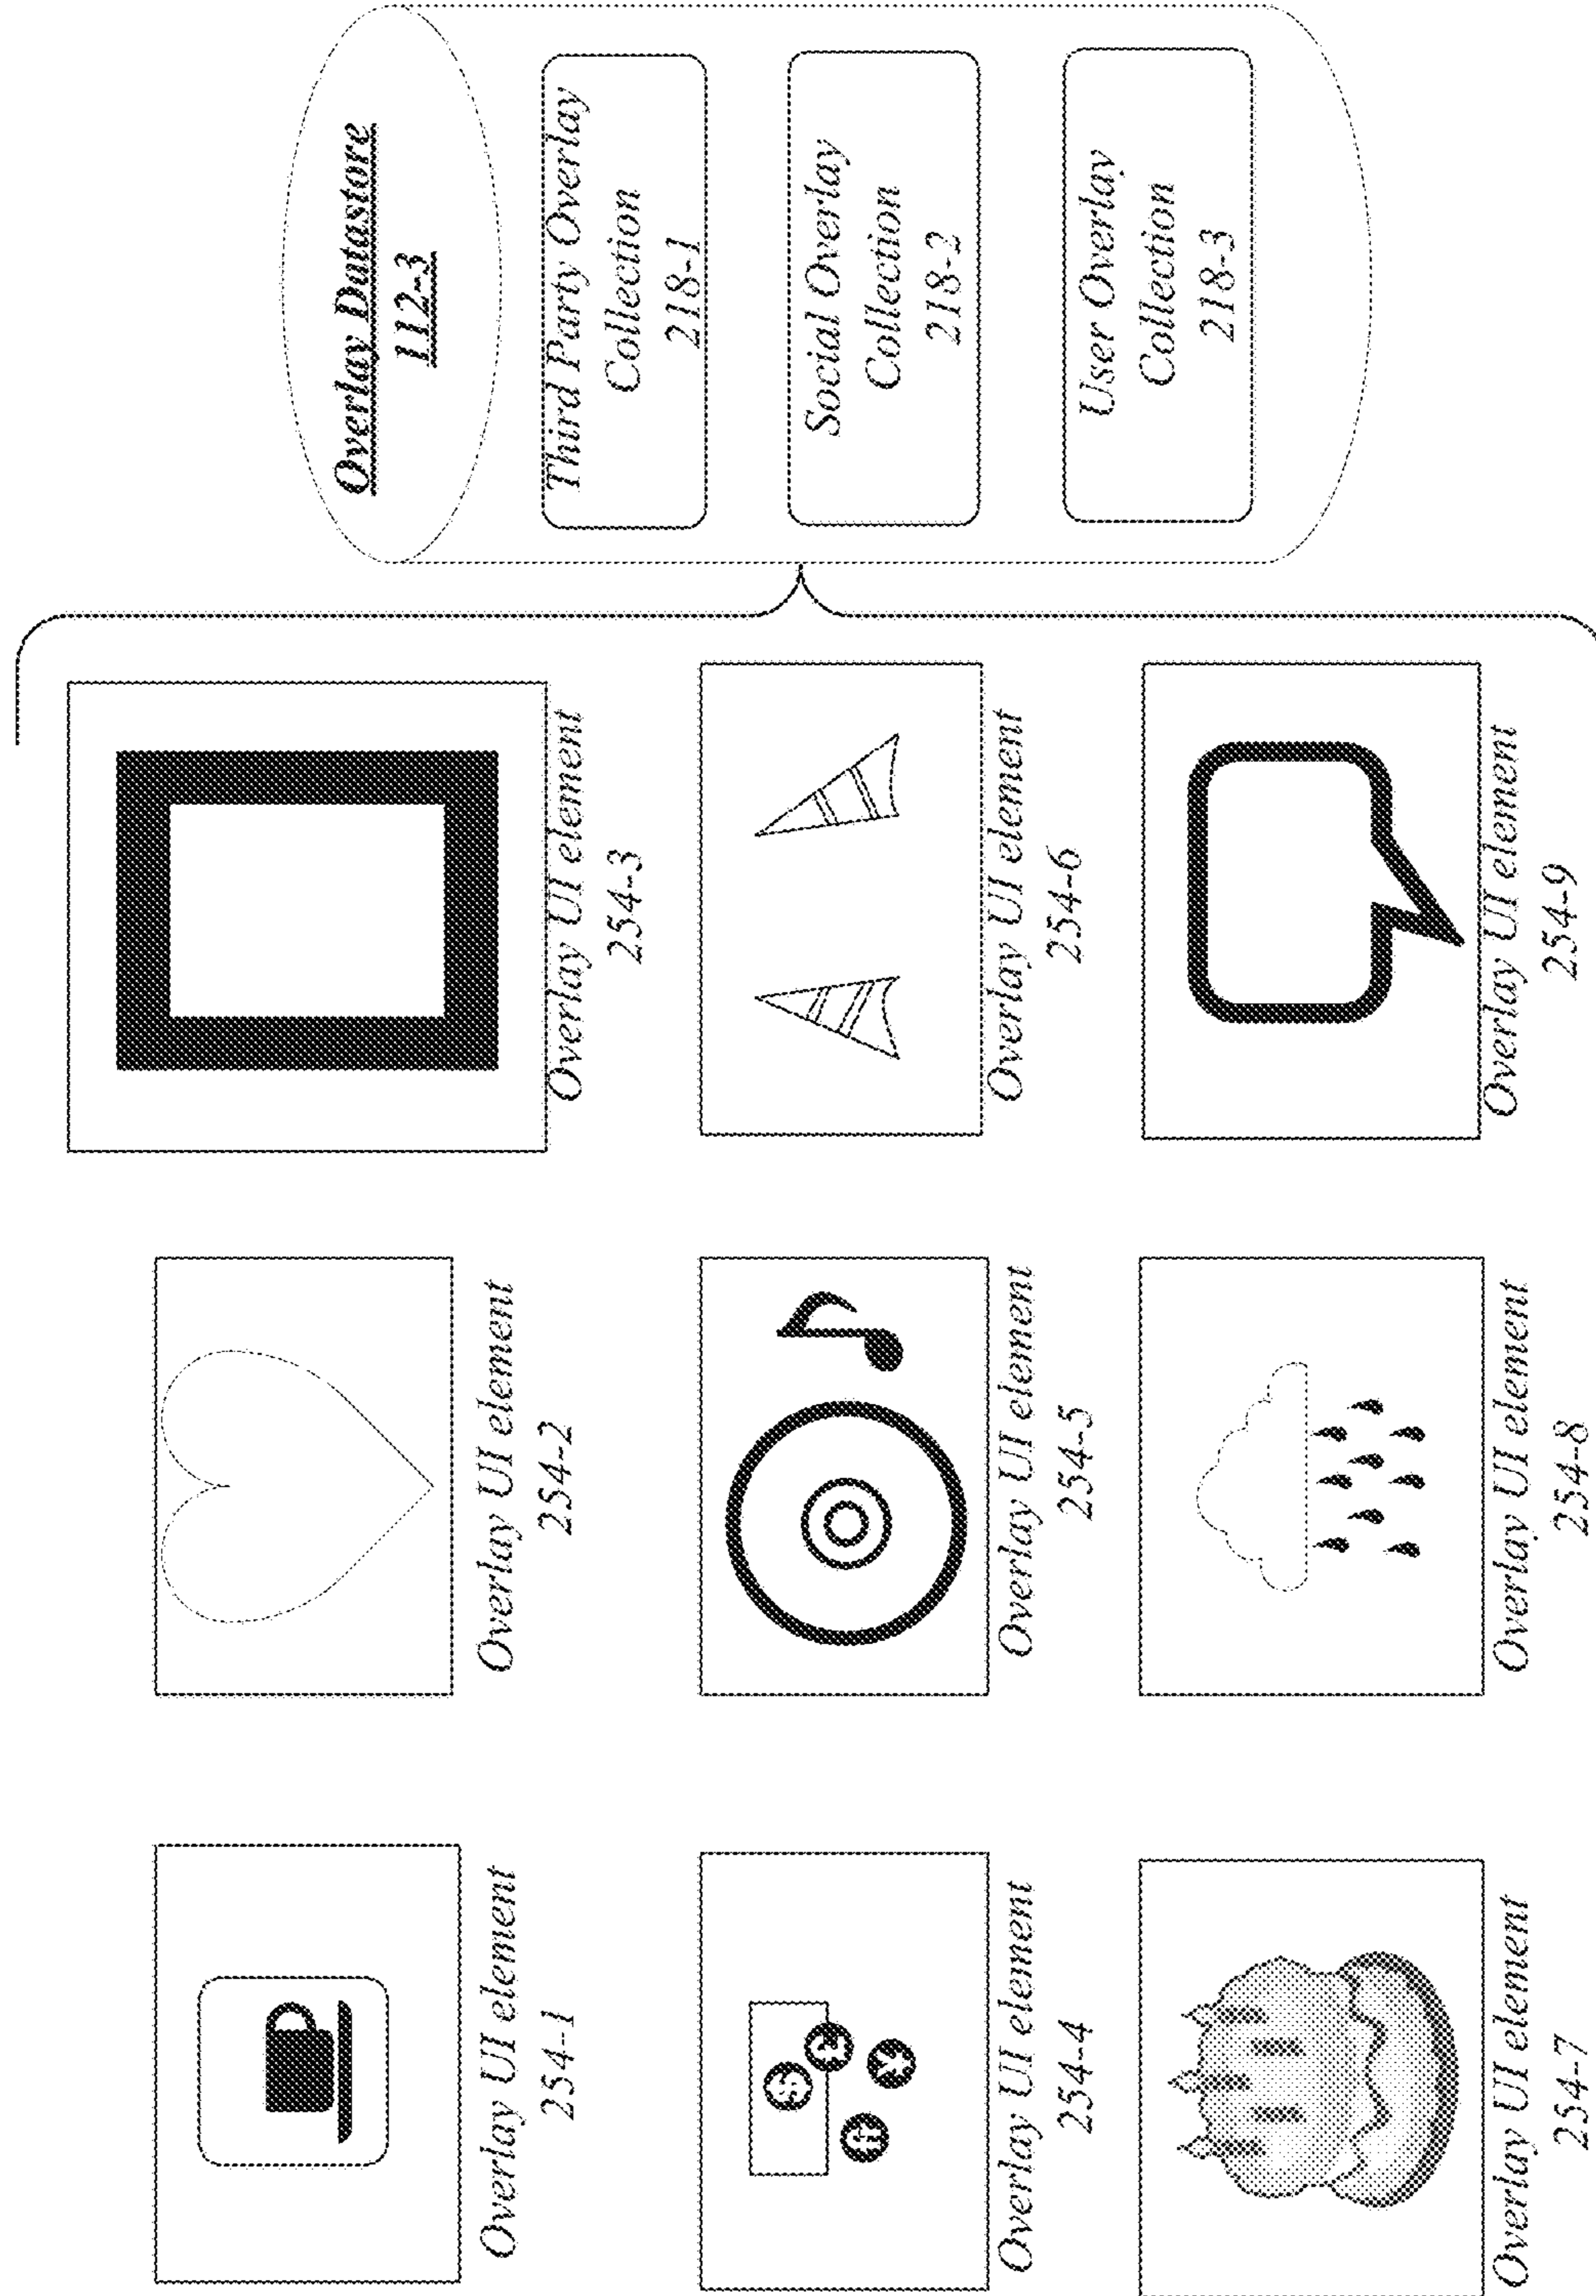 Overlay UI element
254-1
Overlay UI element
254-2
Overlay UI element
254-3
Overlay UI element
254-4
Overlay UI element
254-5
Overlay UI element
254-6
Overlay UI element
254-7
Overlay UI element
254-8
Overlay UI element
254-9
Overlay Datastore
112-3
Third Party Overlay
Collection
218-1
Social Overlay
Collection
218-2
User Overlay
Collection
218-3